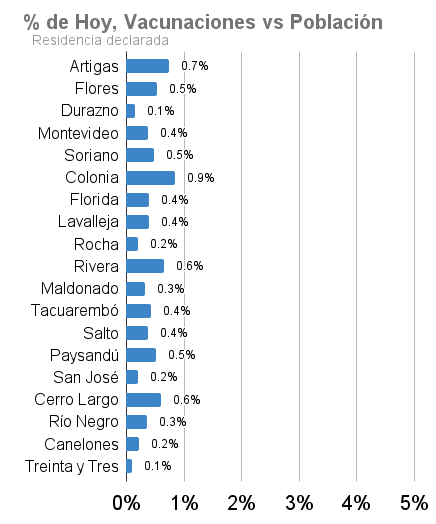 % de Hoy, Vacunaciones vs Población
Residencia declarada
Artigas 0.7%
Flores 0.5%
Durazno 0.1%
Montevideo 0.4%
Soriano 0.5%
Colonia 0.9%
Florida 0.4%
Lavalleja 0.4%
Rocha 0.2%
Rivera 0.6%
Maldonado 0.3%
Tacuarembó 0.4%
Salto 0.4%
Paysandú 0.5%
San José 0.2%
Cerro Largo 0.6%
Río Negro 0.3%
Canelones 0.2%
Treinta y Tres 0.1%
0% 1% 2% 3% 4% 5%